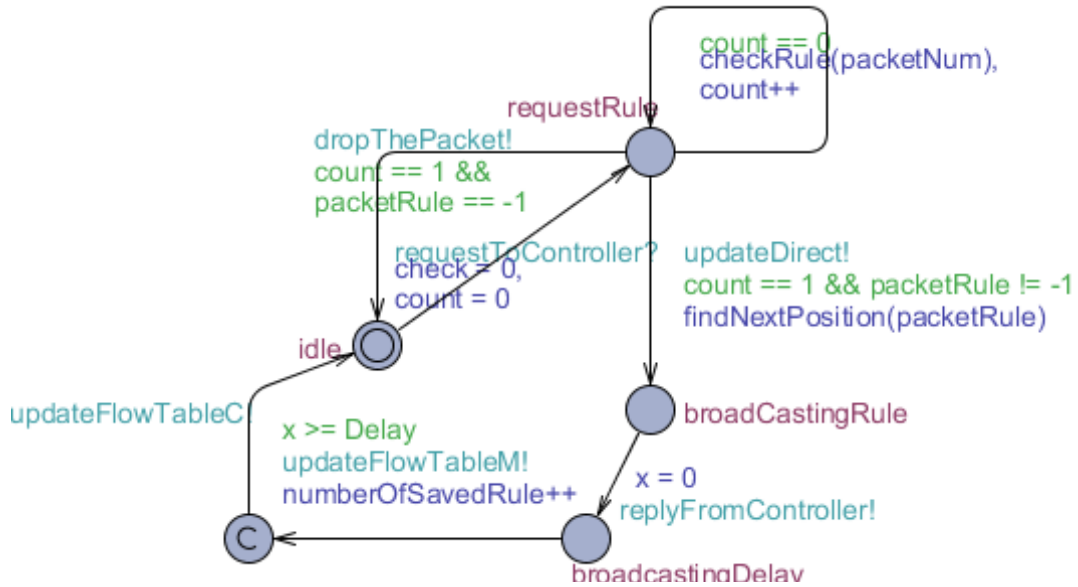 count == 0
checkRule(packetNum),
count++
requestRule
dropThePacket!
count == 1 &&
packetRule == -1
requestToController?
check = 0,
count = 0
updateDirect!
count == 1 && packetRule != -1
findNextPosition(packetRule)
idle
updateFlowTableC!
x >= Delay
updateFlowTableM!
numberOfSavedRule++
broadCastingRule
x = 0
replyFromController!
C
broadcastingDelay